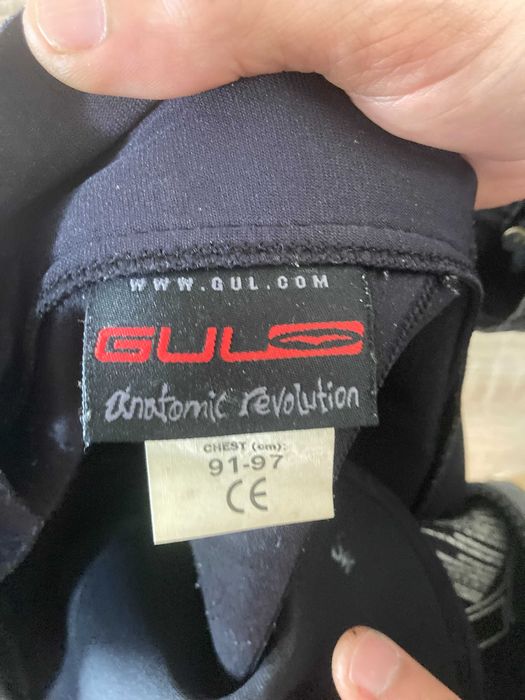 WWW.GUL.COM
GUL
anatomic revolution
CHEST (cm):
91-97
CE